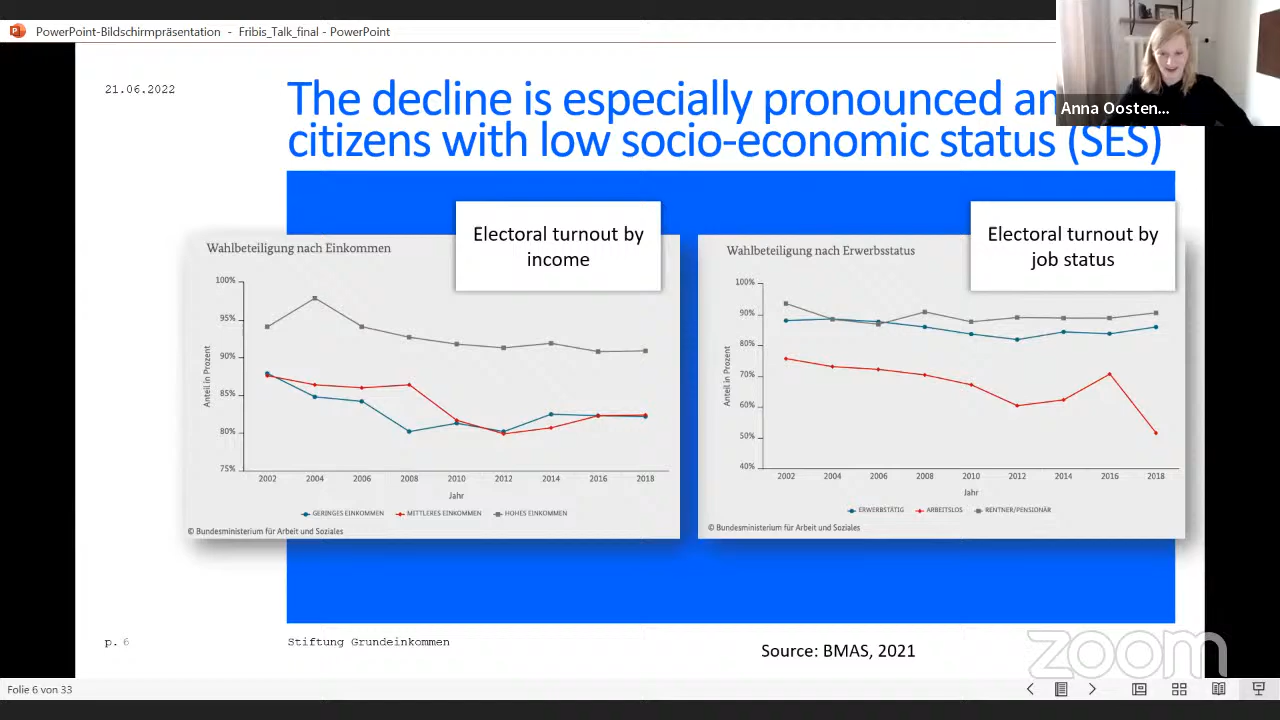 PowerPoint-Bildschirmpräsentation - Fribis_Talk_final - PowerPoint
Anna Oosten...
21.06.2022
The decline is especially pronounced
citizens with low socio-economic status (SES)
Electoral turnout by
income
Wahlbeteiligung nach Einkommen
100%
95%
90%
85%
80%
75%
Anteil in Prozent
2002 2004 2006 2008 2010 2012 2014 2016 2018
Jahr
GERINGES EINKOMMEN MITTLERES EINKOMMEN HOHES EINKOMMEN
© Bundesministerium für Arbeit und Soziales
Electoral turnout by
job status
Wahlbeteiligung nach Erwerbsstatus
100%
90%
80%
70%
60%
50%
40%
Anteil in Prozent
2002 2004 2006 2008 2010 2012 2014 2016 2018
Jahr
ERWERBSTÄTIG ARBEITSLOS RENTNER/PENSIONÄR
© Bundesministerium für Arbeit und Soziales
p. 6
Stiftung Grundeinkommen
Source: BMAS, 2021
zoom
Folie 6 von 33